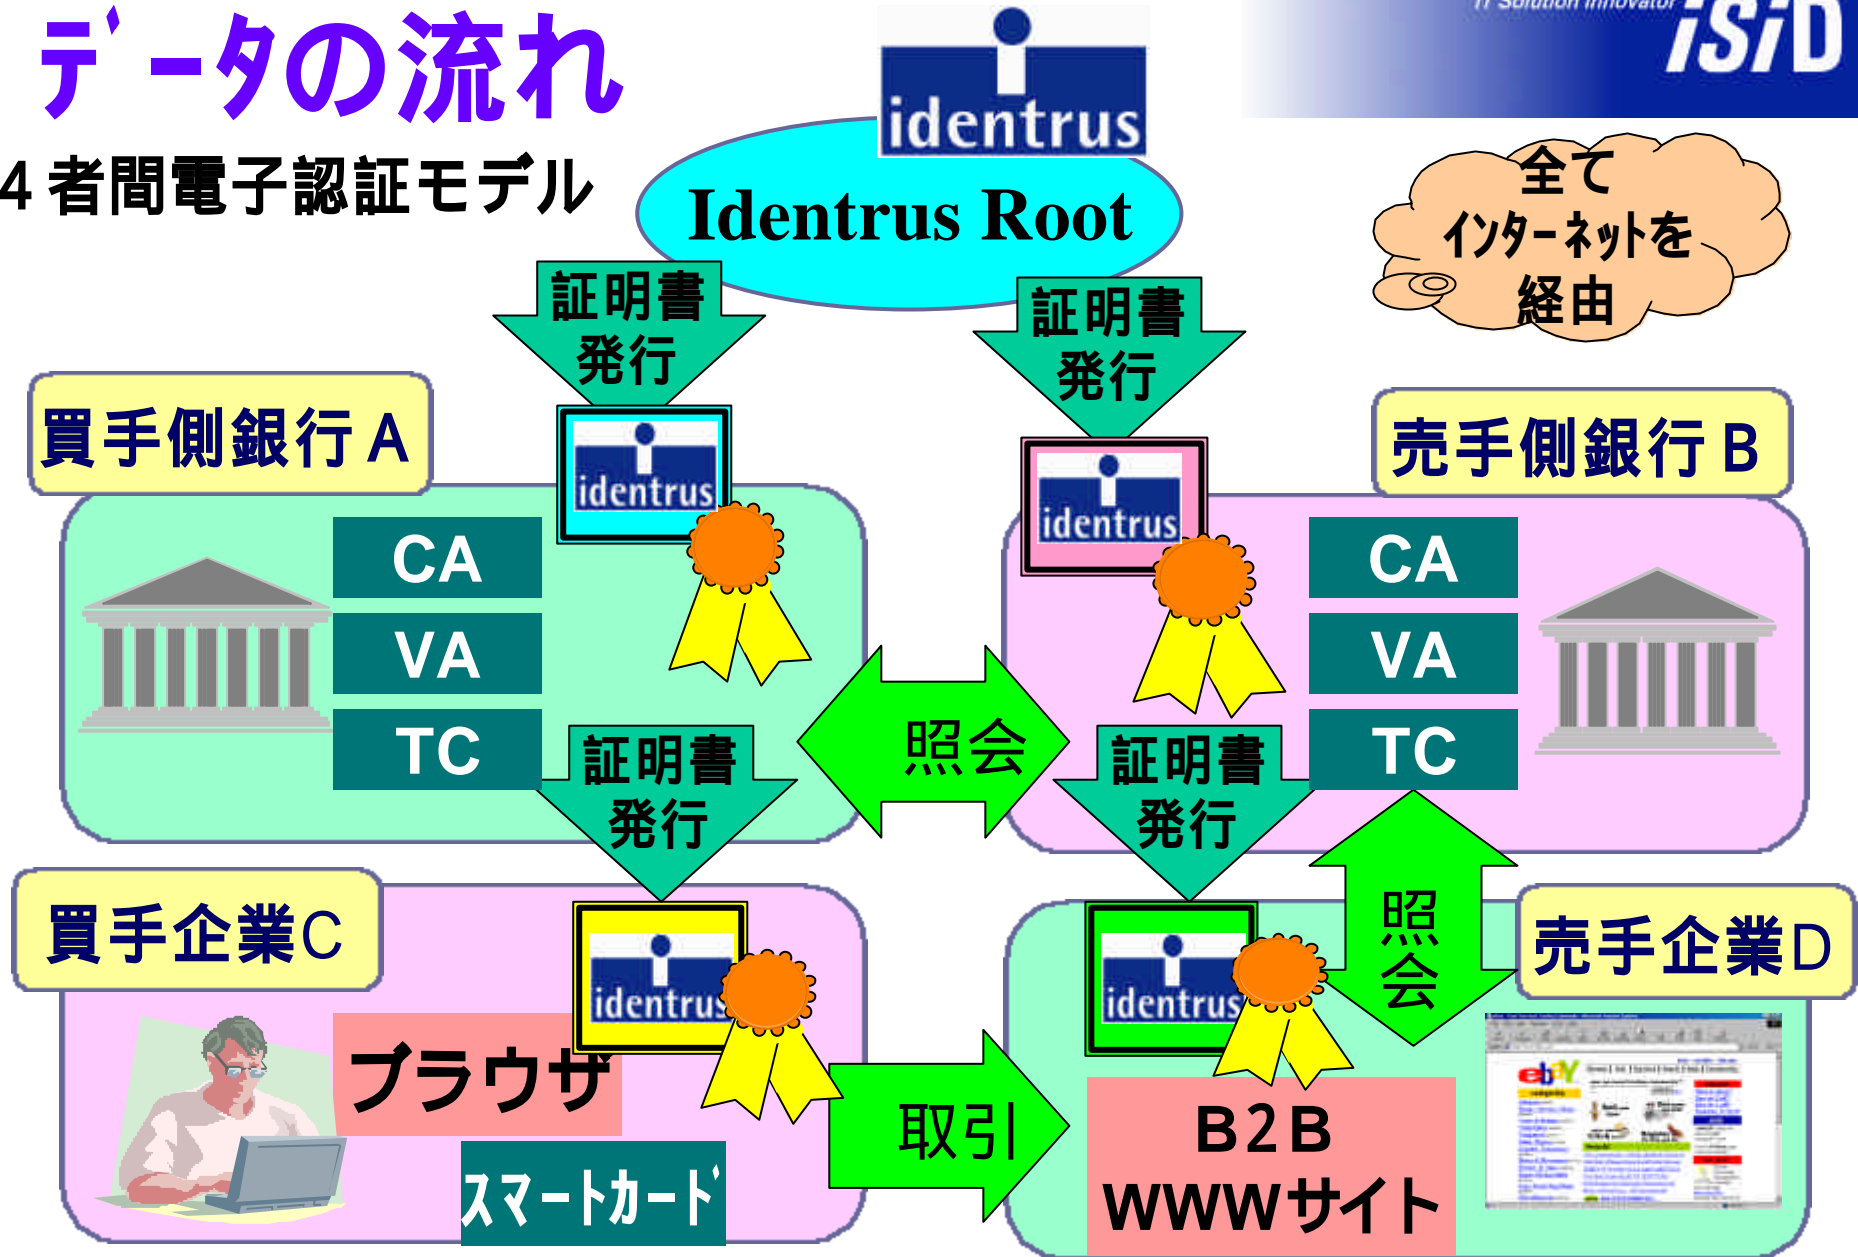 データの流れ
4者間電子認証モデル
identrus
Identrus Root
IT Solution Innovator
iSiD
全て
インターネットを
経由
証明書
発行
証明書
発行
買手側銀行A
売手側銀行B
identrus
identrus
CA
VA
TC
CA
VA
TC
照会
証明書
発行
証明書
発行
照会
買手企業C
売手企業D
identrus
identrus
ブラウザ
スマートカード
取引
B2B
WWWサイト
ebY